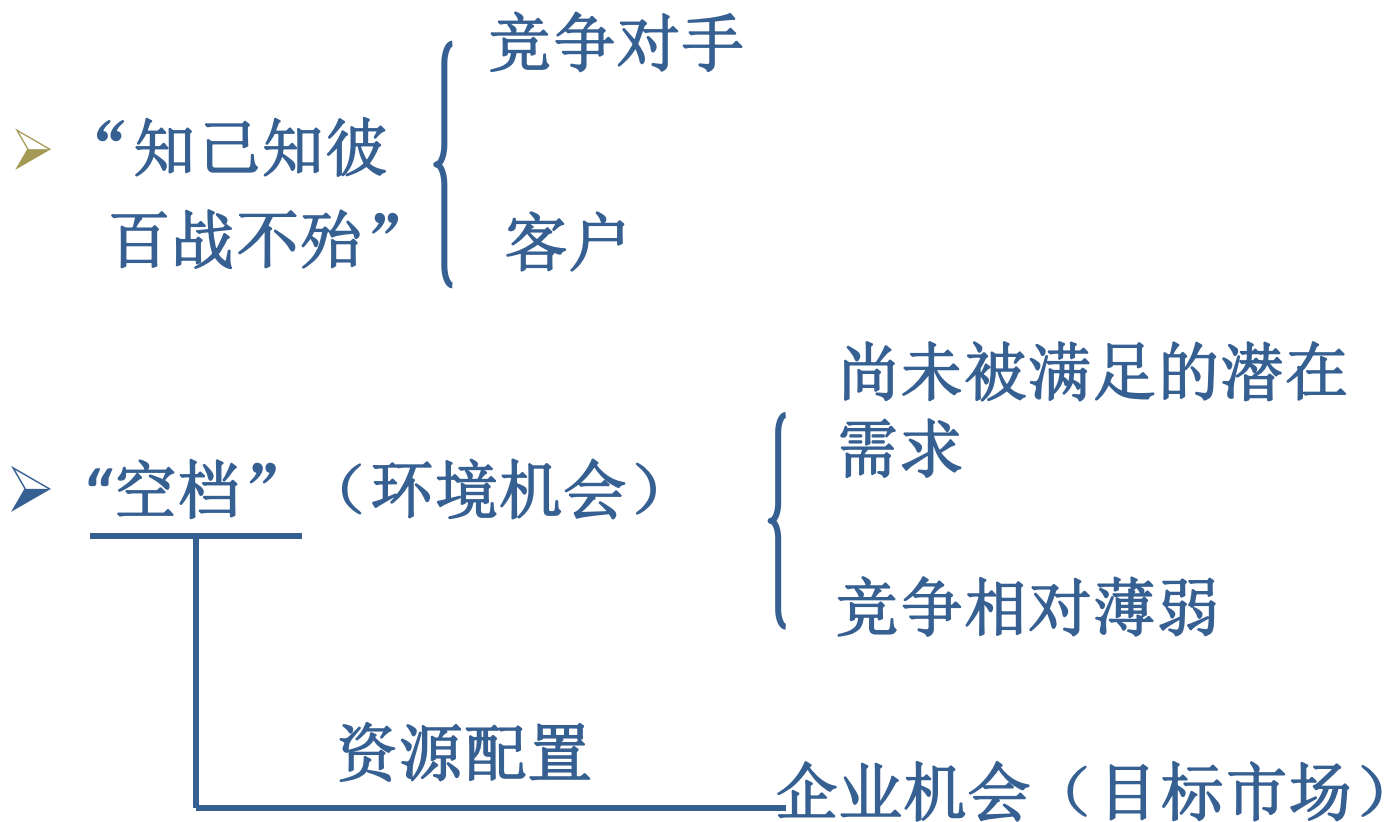 竞争对手
“知己知彼
百战不殆”
客户
尚未被满足的潜在
需求
“空档”（环境机会）
竞争相对薄弱
资源配置
企业机会（目标市场）